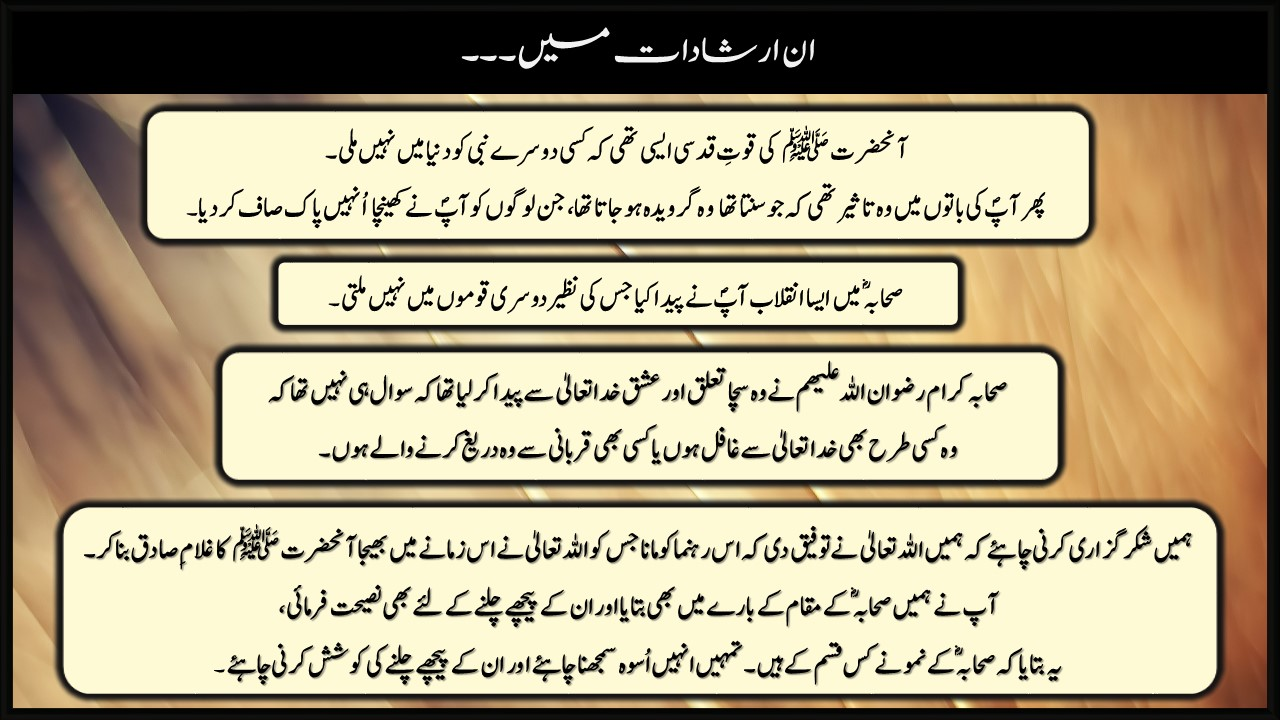 ان ارشادات میں۔۔۔
آنحضرت ﷺ کی قوتِ قدسی ایسی تھی کہ کسی دوسرے نبی کو دنیا میں نہیں ملی۔
پھر آپؐ کی باتوں میں وہ تاثیر تھی کہ جو سنتا تھا وہ گرویدہ ہو جاتا تھا، جن لوگوں کو آپؐ نے کھینچا اُنہیں پاک صاف کر دیا۔
صحابہؓ میں ایسا انقلاب آپؐ نے پیدا کیا جس کی نظیر دوسری قوموں میں نہیں ملتی۔
صحابہ کرام رضوان اللہ علیھم نے وہ سچا تعلق اور عشق خدا تعالیٰ سے پیدا کر لیا تھا کہ سوال ہی نہیں تھا کہ
وہ کسی طرح بھی خدا تعالیٰ سے غافل ہوں یا کسی بھی قربانی سے وہ دریغ کرنے والے ہوں۔
ہمیں شکر گزاری کرنی چاہئے کہ ہمیں اللہ تعالیٰ نے توفیق دی کہ اس رہنما کو مانا جس کو اللہ تعالیٰ نے اس زمانے میں بھیجا آنحضرت ﷺ کا غلامِ صادق بنا کر۔
آپ نے ہمیں صحابہؓ کے مقام کے بارے میں بھی بتایا اور ان کے پیچھے چلنے کے لئے بھی نصیحت فرمائی،
یہ بتایا کہ صحابہؓ کے نمونے کس قسم کے ہیں۔ تمہیں انہیں اُسوہ سمجھنا چاہئے اور ان کے پیچھے چلنے کی کوشش کرنی چاہئے۔